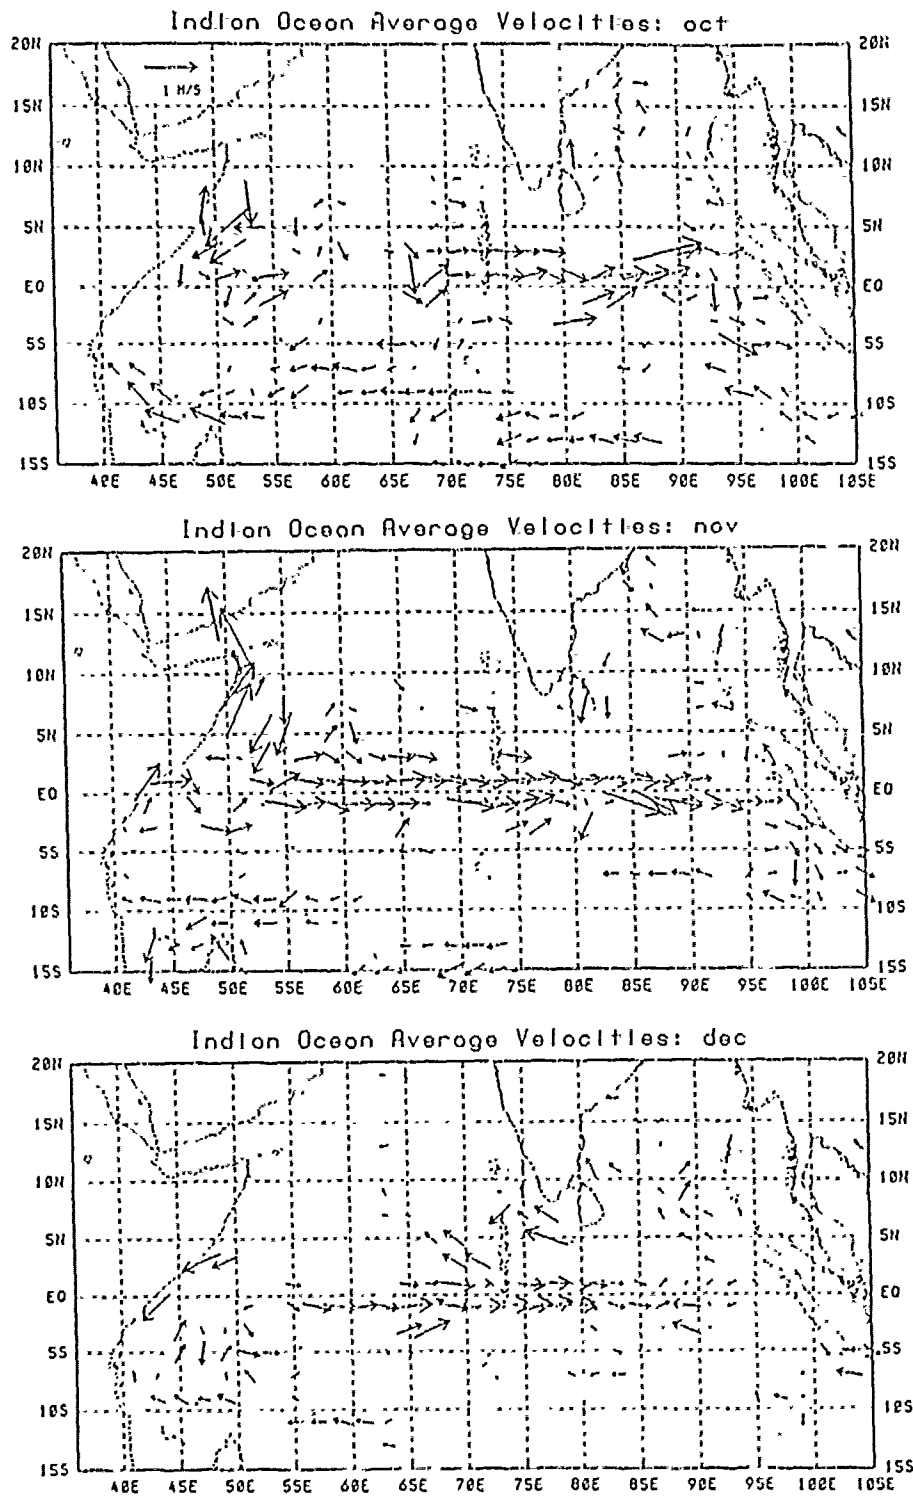 Indian Ocean Average Velocities: oct
20N 20N
1 M/S
15N 15N
10N 10N
5N 5N
EQ EQ
5S 5S
10S 10S
15S 15S
40E 45E 50E 55E 60E 65E 70E 75E 80E 85E 90E 95E 100E 105E
Indian Ocean Average Velocities: nov
20N 20N
15N 15N
10N 10N
5N 5N
EQ EQ
5S 5S
10S 10S
15S 15S
40E 45E 50E 55E 60E 65E 70E 75E 80E 85E 90E 95E 100E 105E
Indian Ocean Average Velocities: dec
20N 20N
15N 15N
10N 10N
5N 5N
EQ EQ
5S 5S
10S 10S
15S 15S
40E 45E 50E 55E 60E 65E 70E 75E 80E 85E 90E 95E 100E 105E